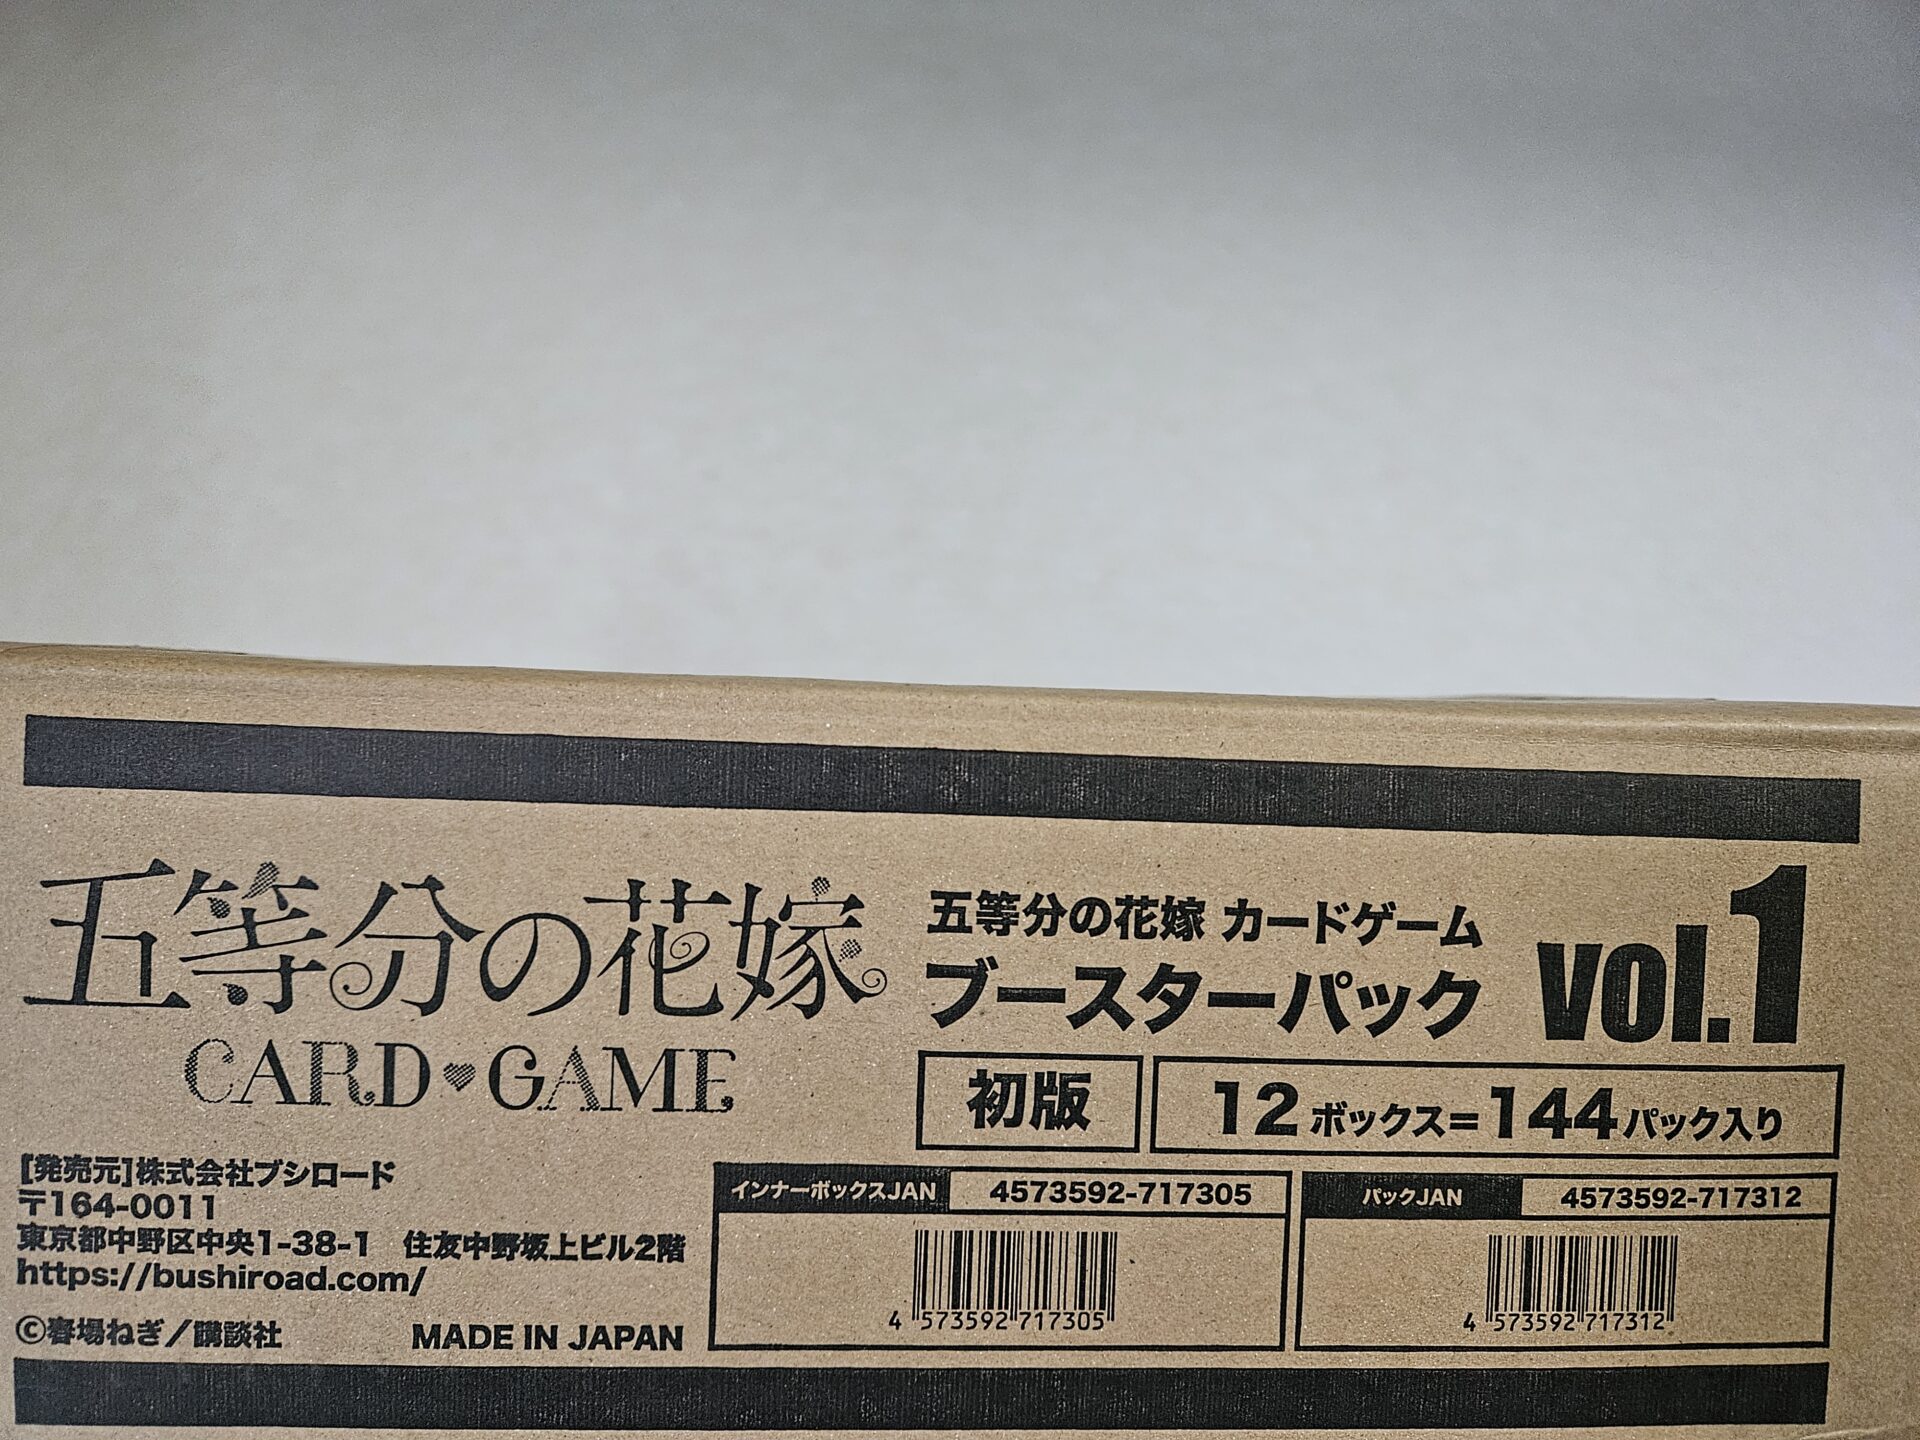 五等分の花嫁
CARD♥GAME
五等分の花嫁 カードゲーム
ブースターパック vol.1
初版
12ボックス=144パック入り
[発売元]株式会社ブシロード
〒164-0011
東京都中野区中央1-38-1 住友中野坂上ビル2階
https://bushiroad.com/
©春場ねぎ/講談社 MADE IN JAPAN
インナーボックスJAN 4573592-717305
4 573592 717305
パックJAN 4573592-717312
4 573592 717312